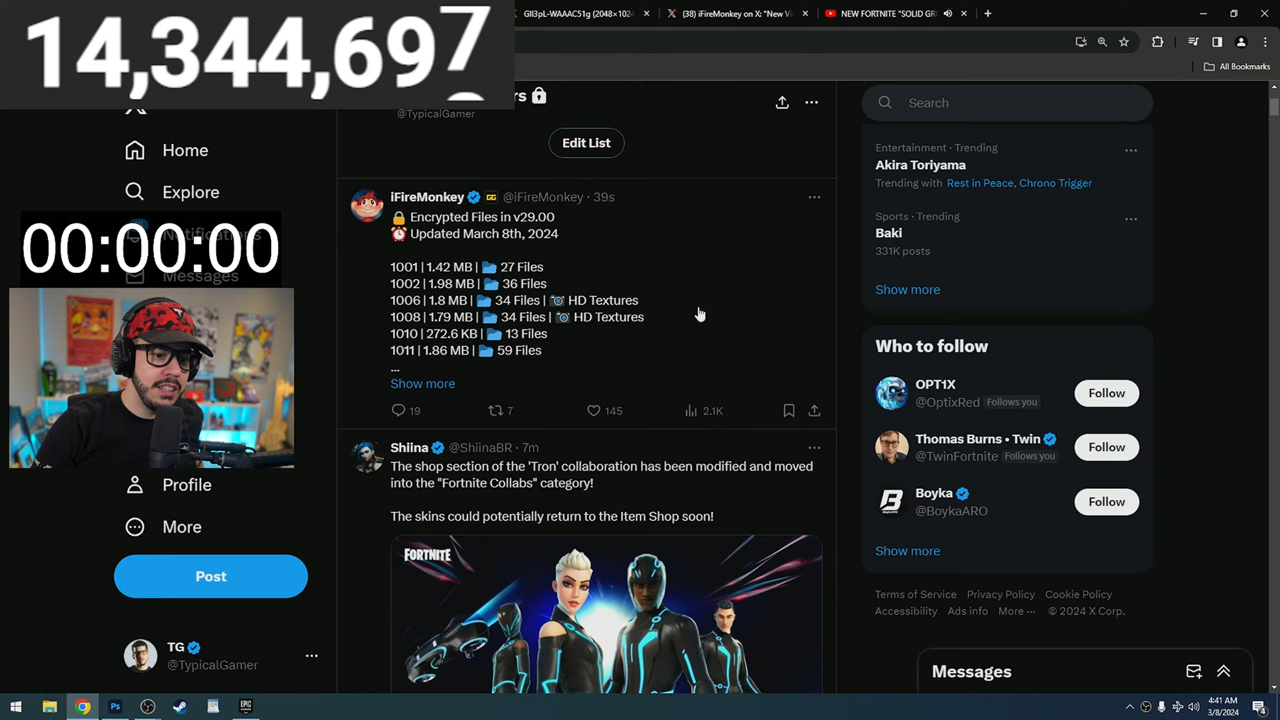 14,344,697
GlI3pL-WAAAC51g (2048×1024
(38) iFireMonkey on X: "New V
NEW FORTNITE "SOLID GR
All Bookmarks
@TypicalGamer
Edit List
Search
Home
Explore
Notifications
Messages
00:00:00
Profile
More
Post
TG
@TypicalGamer
iFireMonkey @iFireMonkey · 39s
🔒 Encrypted Files in v29.00
⏰ Updated March 8th, 2024
1001 | 1.42 MB | 📂 27 Files
1002 | 1.98 MB | 📂 36 Files
1006 | 1.8 MB | 📂 34 Files | 📸 HD Textures
1008 | 1.79 MB | 📂 34 Files | 📸 HD Textures
1010 | 272.6 KB | 📂 13 Files
1011 | 1.86 MB | 📂 59 Files
...
Show more
19 7 145 2.1K
Shiina @ShiinaBR · 7m
The shop section of the 'Tron' collaboration has been modified and moved
into the "Fortnite Collabs" category!
The skins could potentially return to the Item Shop soon!
FORTNITE
Entertainment · Trending
Akira Toriyama
Trending with Rest in Peace, Chrono Trigger
Sports · Trending
Baki
331K posts
Show more
Who to follow
OPT1X
@OptixRed Follows you
Follow
Thomas Burns • Twin
@TwinFortnite Follows you
Follow
Boyka
@BoykaARO
Follow
Show more
Terms of Service Privacy Policy Cookie Policy
Accessibility Ads info More ··· © 2024 X Corp.
Messages
4:41 AM
3/8/2024